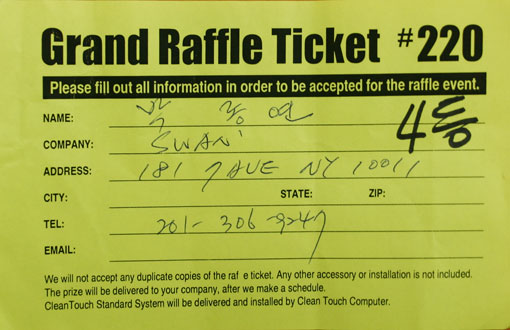 Grand Raffle Ticket #220
Please fill out all information in order to be accepted for the raffle event.
NAME: 동연
4등
COMPANY: SWAN'
ADDRESS: 181 7AVE NY 10011
CITY: STATE: ZIP:
TEL: 201-306-9247
EMAIL:
We will not accept any duplicate copies of the raf e ticket. Any other accessory or installation is not included.
The prize will be delivered to your company, after we make a schedule.
CleanTouch Standard System will be delivered and installed by Clean Touch Computer.